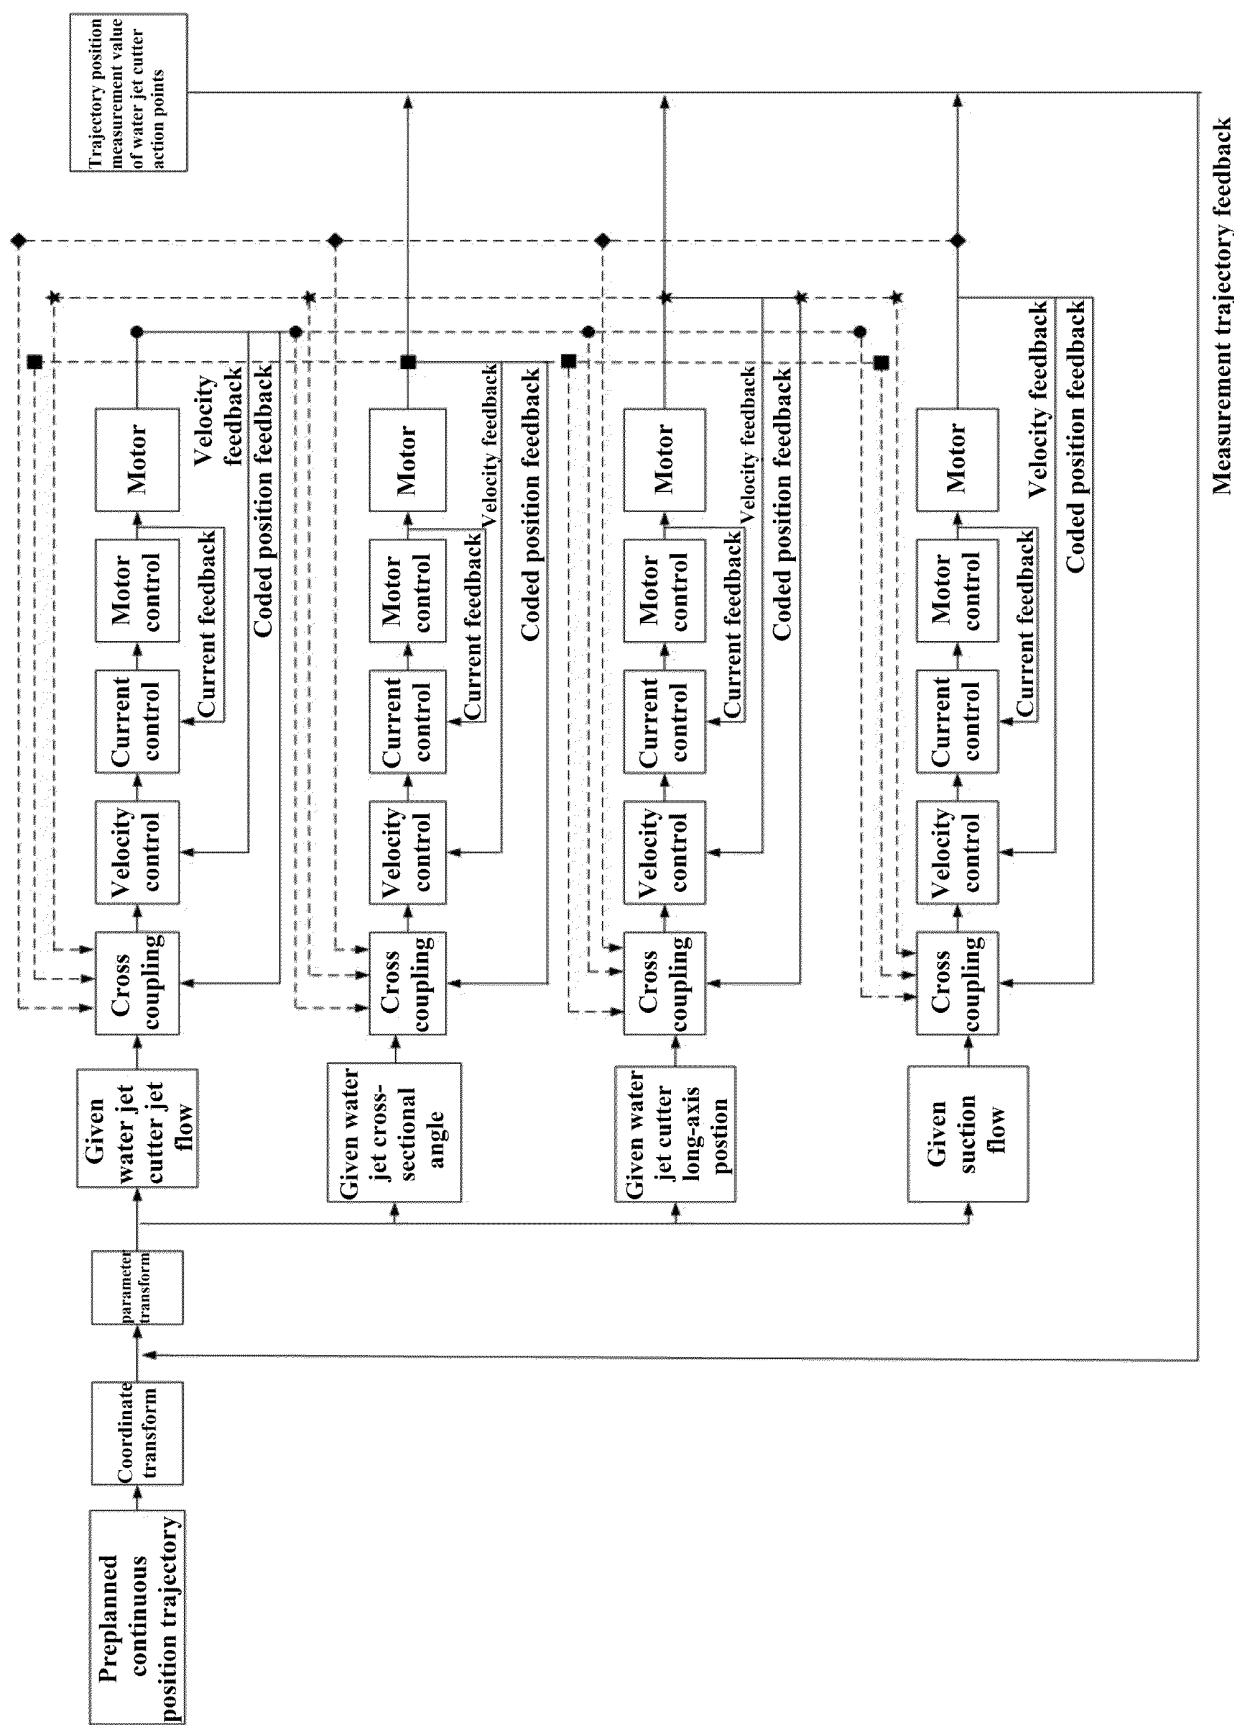 Preplanned
continuous
position trajectory
Coordinate
transform
parameter
transform
Given
water jet
cutter jet
flow
Cross
coupling
Velocity
control
Current
control
Motor
control
Motor
Current feedback
Velocity
feedback
Coded position feedback
Trajectory position
measurement value
of water jet cutter
action points
Given water
jet cross-
sectional
angle
Cross
coupling
Velocity
control
Current
control
Motor
control
Motor
Current feedback
Velocity feedback
Coded position feedback
Given water
jet cutter
long-axis
postion
Cross
coupling
Velocity
control
Current
control
Motor
control
Motor
Current feedback
Velocity feedback
Coded position feedback
Given
suction
flow
Cross
coupling
Velocity
control
Current
control
Motor
control
Motor
Current feedback
Velocity feedback
Coded position feedback
Measurement trajectory feedback